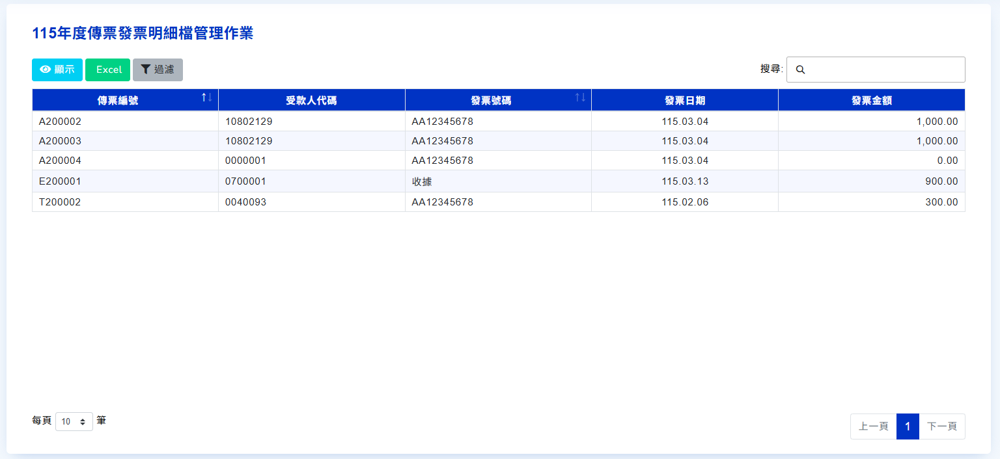 115年度傳票發票明細檔管理作業
顯示 Excel 過濾 搜尋:
傳票編號 受款人代碼 發票號碼 發票日期 發票金額
A200002 10802129 AA12345678 115.03.04 1,000.00
A200003 10802129 AA12345678 115.03.04 1,000.00
A200004 0000001 AA12345678 115.03.04 0.00
E200001 0700001 收據 115.03.13 900.00
T200002 0040093 AA12345678 115.02.06 300.00
每頁 10 筆 上一頁 1 下一頁